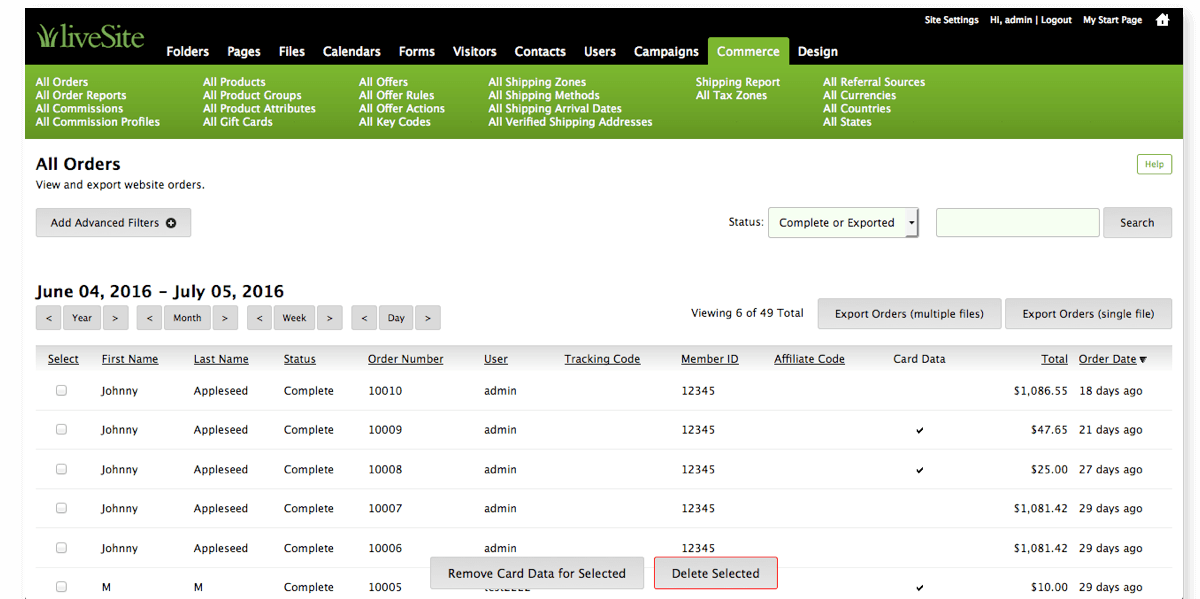 liveSite
Site Settings Hi, admin | Logout My Start Page
Folders Pages Files Calendars Forms Visitors Contacts Users Campaigns Commerce Design
All Orders All Products All Offers All Shipping Zones Shipping Report All Referral Sources
All Order Reports All Product Groups All Offer Rules All Shipping Methods All Tax Zones All Currencies
All Commissions All Product Attributes All Offer Actions All Shipping Arrival Dates All Countries
All Commission Profiles All Gift Cards All Key Codes All Verified Shipping Addresses All States
All Orders
Help
View and export website orders.
Add Advanced Filters
Status: Complete or Exported Search
June 04, 2016 – July 05, 2016
< Year > < Month > < Week > < Day > Viewing 6 of 49 Total Export Orders (multiple files) Export Orders (single file)
Select First Name Last Name Status Order Number User Tracking Code Member ID Affiliate Code Card Data Total Order Date ▼
Johnny Appleseed Complete 10010 admin 12345 $1,086.55 18 days ago
Johnny Appleseed Complete 10009 admin 12345 ✔ $47.65 21 days ago
Johnny Appleseed Complete 10008 admin 12345 ✔ $25.00 27 days ago
Johnny Appleseed Complete 10007 admin 12345 $1,081.42 29 days ago
Johnny Appleseed Complete 10006 admin 12345 $1,081.42 29 days ago
Remove Card Data for Selected Delete Selected
M M Complete 10005 ✔ $10.00 29 days ago